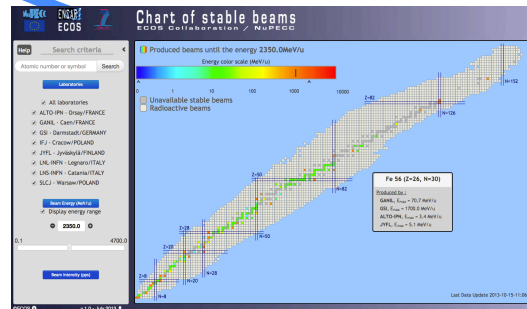 NuPECC
ENSAR
ECOS
Chart of stable beams
ECOS Collaboration / NuPECC
Help
Search criteria
Atomic number or symbol
Search
Laboratories
All laboratories
ALTO-IPN - Orsay/FRANCE
GANIL - Caen/FRANCE
GSI - Darmstadt/GERMANY
IFJ - Cracow/POLAND
JYFL - Jyväskylä/FINLAND
LNL-INFN - Legnaro/ITALY
LNS-INFN - Catania/ITALY
SLCJ - Warsaw/POLAND
Beam Energy (MeV/u)
Display energy range
2350.0
0.1
4700.0
Beam Intensity (pps)
Produced beams until the energy 2350.0MeV/u
Energy color scale (MeV/u)
0 1 10 100 1000 10000
Unavailable stable beams
Radioactive beams
Z=82
N=152
N=126
Z=50
N=82
Z=28
N=50
Z=20
N=28
Z=8
N=20
N=8
Fe 56 (Z=26, N=30)
Produced by :
GANIL, Emax = 70.7 MeV/u
GSI, Emax = 1700.0 MeV/u
ALTO-IPN, Emax = 3.4 MeV/u
JYFL, Emax = 5.1 MeV/u
Last Data Update 2013-10-15-11:06